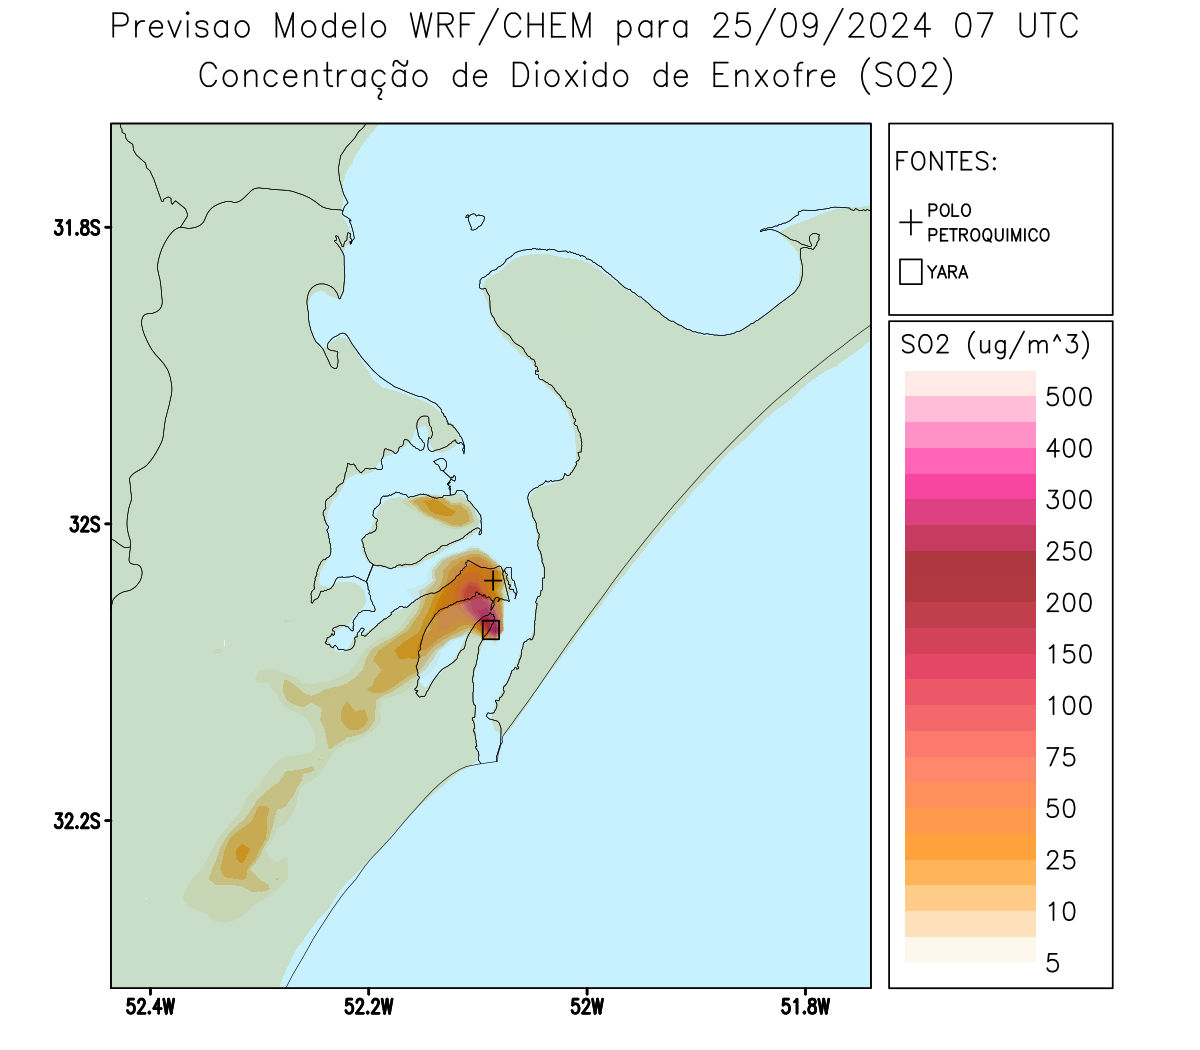 Previsao Modelo WRF/CHEM para 25/09/2024 07 UTC
Concentração de Dioxido de Enxofre (SO2)
FONTES:
POLO
PETROQUIMICO
YARA
SO2 (ug/m^3)
500
400
300
250
200
150
100
75
50
25
10
5
31.8S
32S
32.2S
52.4W
52.2W
52W
51.8W